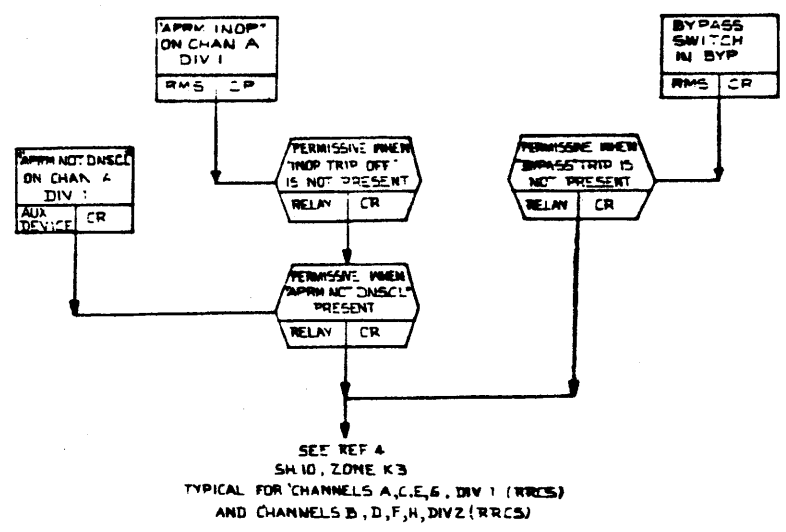 "APRM INOP"
ON CHAN A
DIV 1
RMS CR
BYPASS
SWITCH
IN BYP
RMS CR
"APRM NOT DNSCL"
ON CHAN A
DIV 1
AUX
DEVICE
CR
PERMISSIVE WHEN
"INOP TRIP OFF"
IS NOT PRESENT
RELAY CR
PERMISSIVE WHEN
"BYPASS" TRIP IS
NOT PRESENT
RELAY CR
PERMISSIVE WHEN
"APRM NOT DNSCL"
PRESENT
RELAY CR
SEE REF 4
SH.10, ZONE K3
TYPICAL FOR CHANNELS A,C,E,G, DIV 1 (RRCS)
AND CHANNELS B, D, F, H, DIV 2 (RRCS)